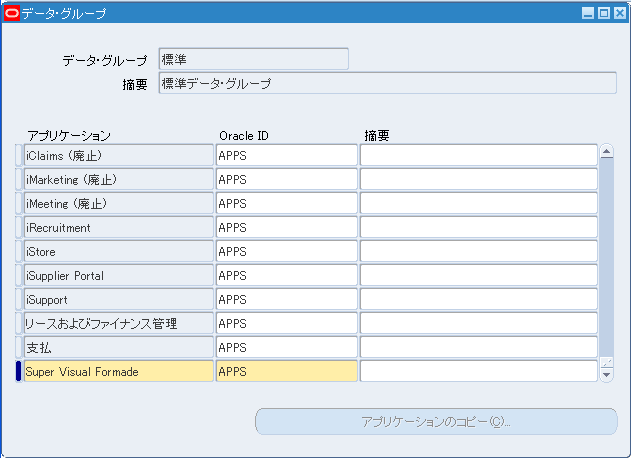 データ・グループ
データ・グループ 標準
摘要 標準データ・グループ
アプリケーション Oracle ID 摘要
iClaims (廃止) APPS
iMarketing (廃止) APPS
iMeeting (廃止) APPS
iRecruitment APPS
iStore APPS
iSupplier Portal APPS
iSupport APPS
リースおよびファイナンス管理 APPS
支払 APPS
Super Visual Formade APPS
アプリケーションのコピー(C)...